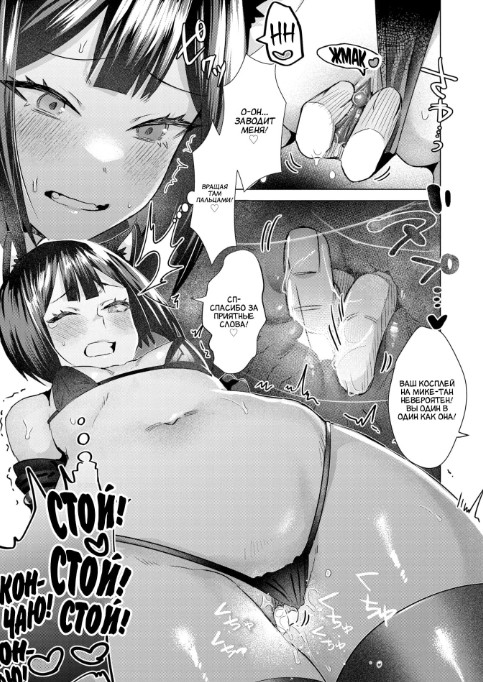 НН
♡
ЖМАК♡
О-ОН...
ЗАВОДИТ
МЕНЯ!
♡
ВРАЩАЯ
ТАМ
ПАЛЬЦАМИ!
♡
СП-
СПАСИБО ЗА
ПРИЯТНЫЕ
СЛОВА!
♡
ВАШ КОСПЛЕЙ
НА МИКЕ-ТАН
НЕВЕРОЯТЕН!
ВЫ ОДИН В
ОДИН КАК ОНА!
СТОЙ!
♡
СТОЙ!
СТОЙ!
КОН-
ЧАЮ!